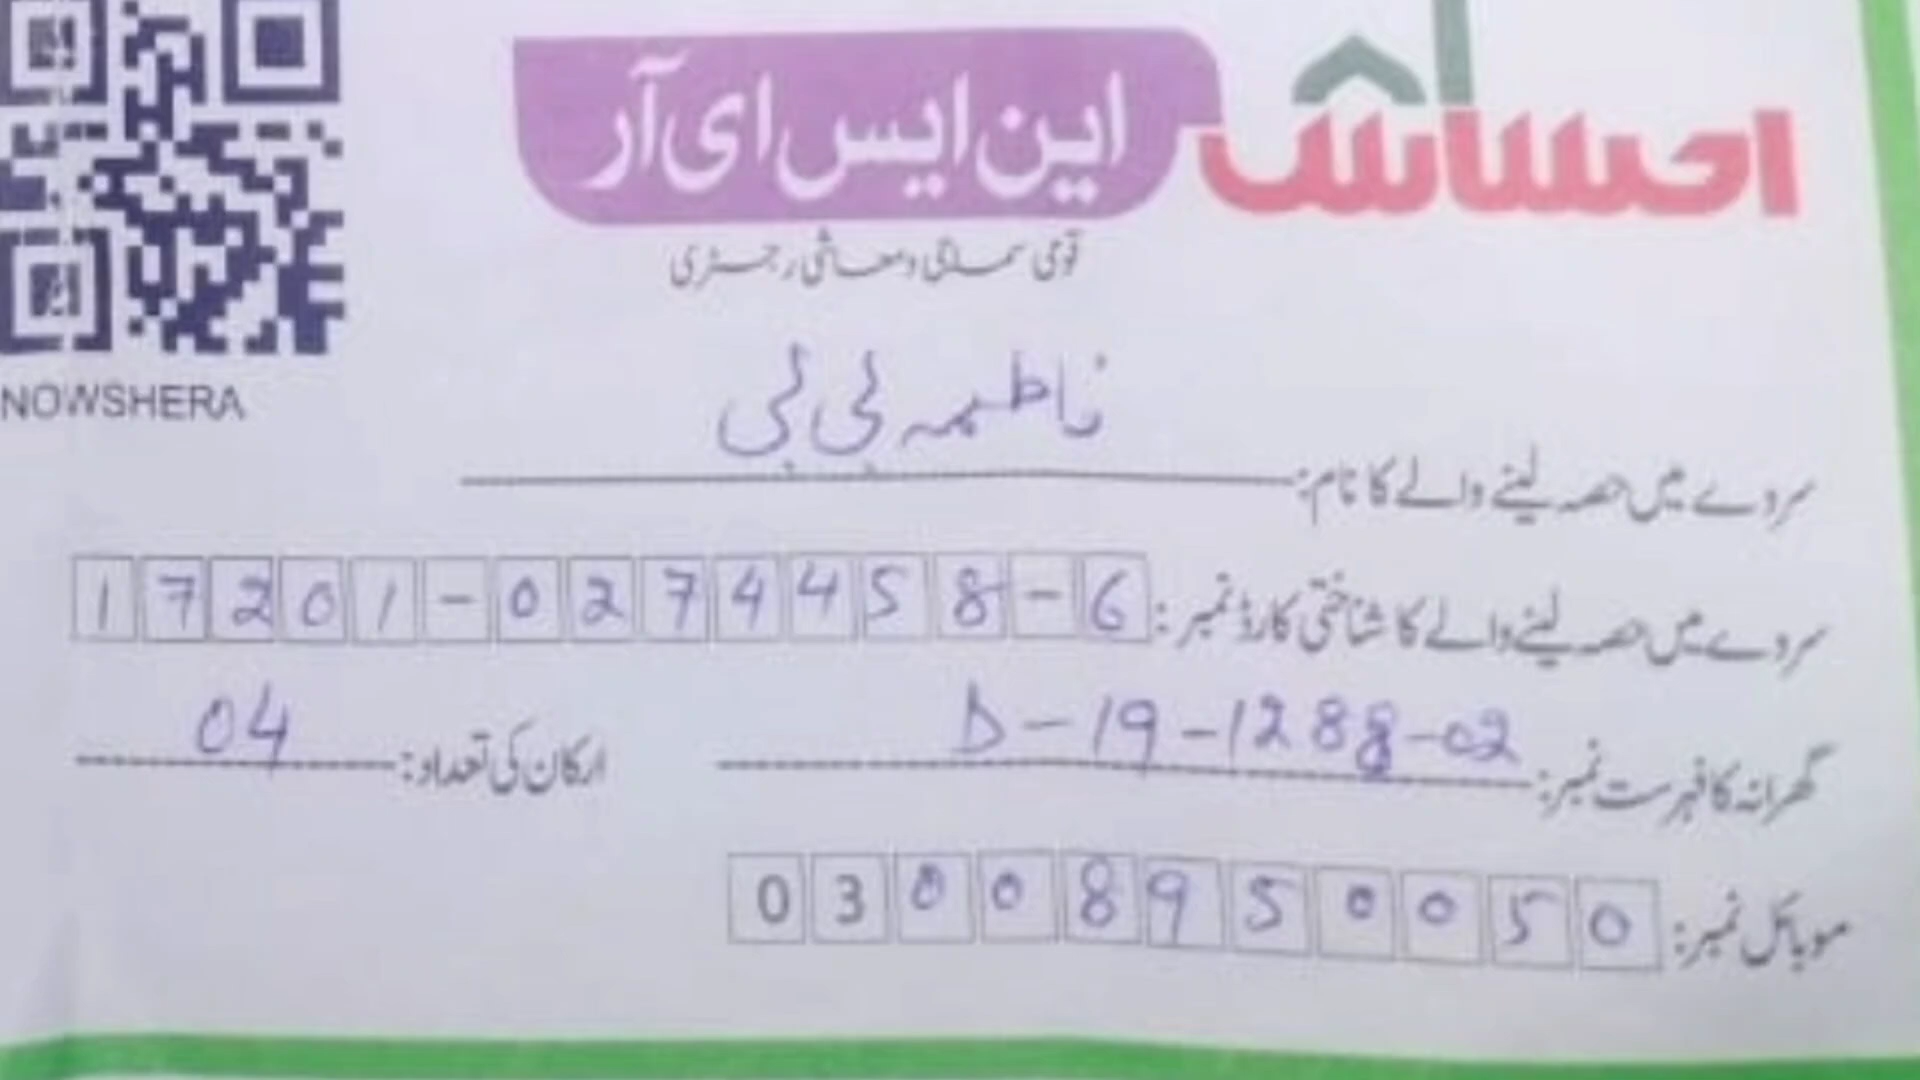 احساس
این ایس ای آر
قومی سماجی و معاشی رجسٹری
NOWSHERA
سروے میں حصہ لینے والے کا نام: فاطمہ بی بی
سروے میں حصہ لینے والے کا شناختی کارڈ نمبر: 17201-0274458-6
گھرانہ کا فہرست نمبر: D-19-1288-02
ارکان کی تعداد: 04
موبائل نمبر: 03008950050